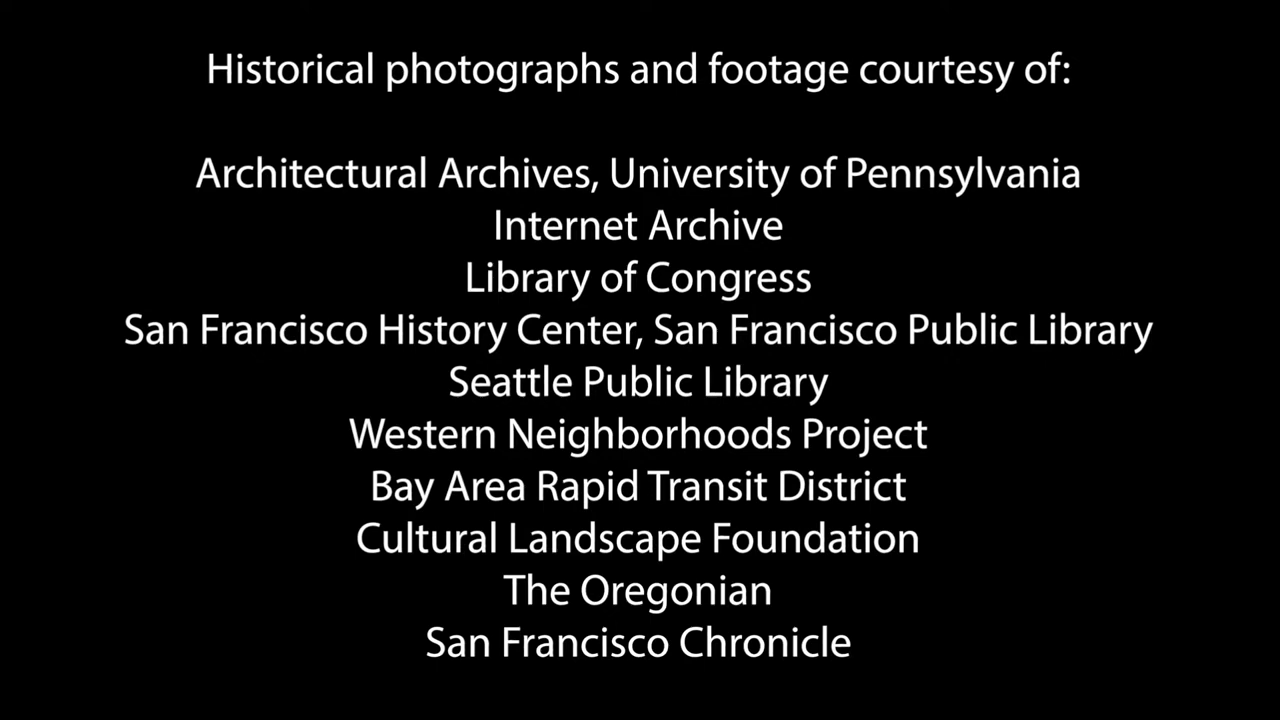 Historical photographs and footage courtesy of:
Architectural Archives, University of Pennsylvania
Internet Archive
Library of Congress
San Francisco History Center, San Francisco Public Library
Seattle Public Library
Western Neighborhoods Project
Bay Area Rapid Transit District
Cultural Landscape Foundation
The Oregonian
San Francisco Chronicle